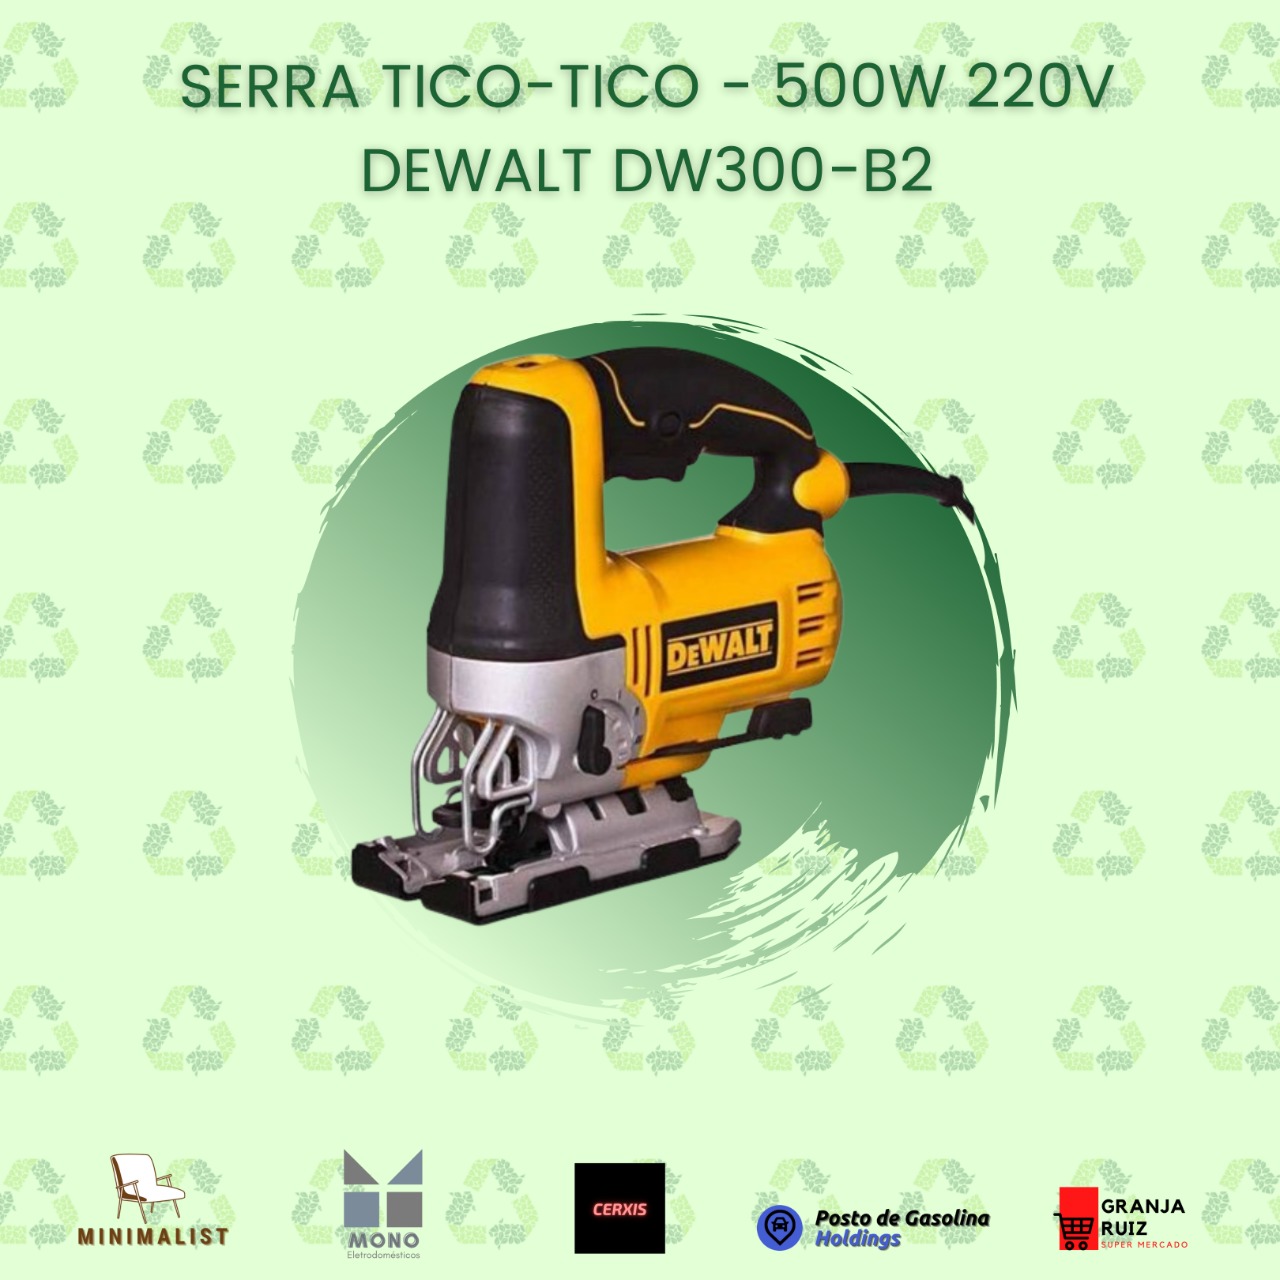 SERRA TICO-TICO - 500W 220V
DEWALT DW300-B2
DEWALT
MINIMALIST
MONO
Eletrodomésticos
CERXIS
Posto de Gasolina
Holdings
GRANJA
RUIZ
SUPER MERCADO